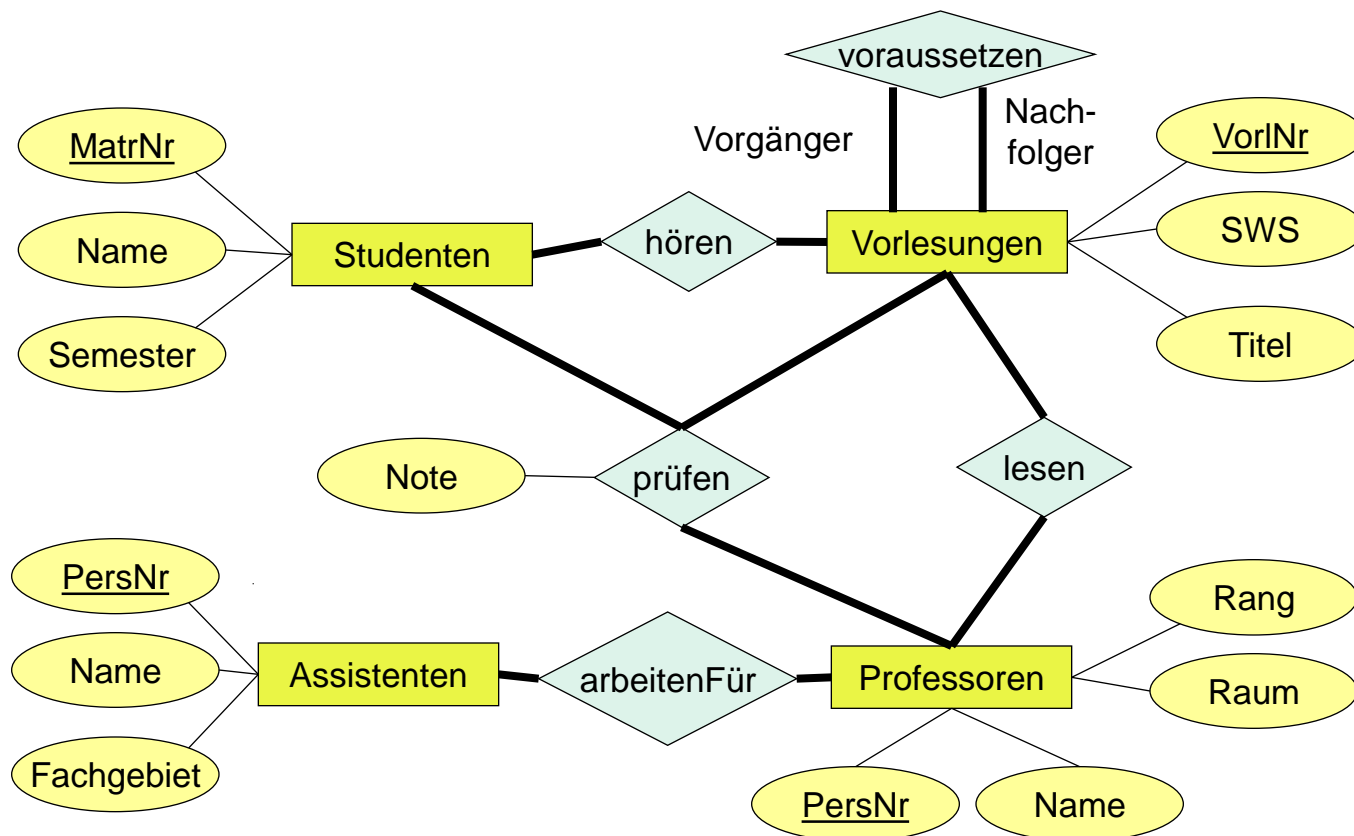 voraussetzen
Vorgänger
Nach-
folger
MatrNr
Name
Semester
Studenten
hören
Vorlesungen
VorlNr
SWS
Titel
Note
prüfen
lesen
PersNr
Name
Fachgebiet
Assistenten
arbeitenFür
Professoren
Rang
Raum
PersNr
Name